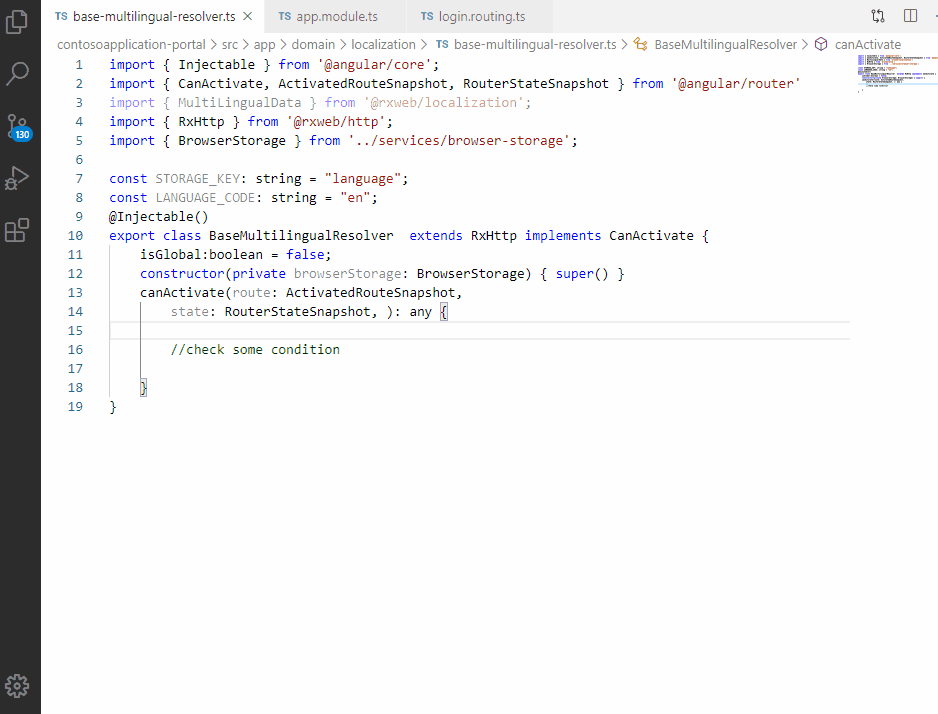 TS base-multilingual-resolver.ts × TS app.module.ts TS login.routing.ts
contosoapplication-portal > src > app > domain > localization > TS base-multilingual-resolver.ts > BaseMultilingualResolver > canActivate
1 import { Injectable } from '@angular/core';
2 import { CanActivate, ActivatedRouteSnapshot, RouterStateSnapshot } from '@angular/router'
3 import { MultiLingualData } from '@rxweb/localization';
4 import { RxHttp } from '@rxweb/http';
5 import { BrowserStorage } from '../services/browser-storage';
6
7 const STORAGE_KEY: string = "language";
8 const LANGUAGE_CODE: string = "en";
9 @Injectable()
10 export class BaseMultilingualResolver  extends RxHttp implements CanActivate {
11     isGlobal:boolean = false;
12     constructor(private browserStorage: BrowserStorage) { super() }
13     canActivate(route: ActivatedRouteSnapshot,
14         state: RouterStateSnapshot, ): any {
15
16         //check some condition
17
18     }
19 }
130